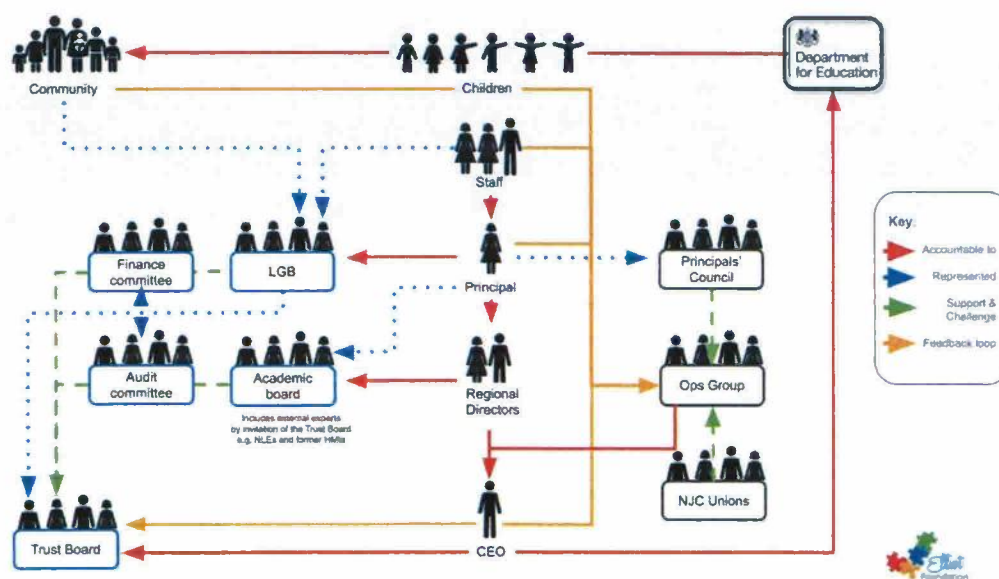 Department
for Education
Community
Children
Staff
Key:
Accountable to
Represented
Support &
Challenge
Feedback loop
Finance
committee
LGB
Principal
Principals'
Council
Audit
committee
Academic
board
Includes external experts
by invitation of the Trust Board
e.g. NLEs and former HMIs
Regional
Directors
Ops Group
NJC Unions
Trust Board
CEO
Elliot
Foundation